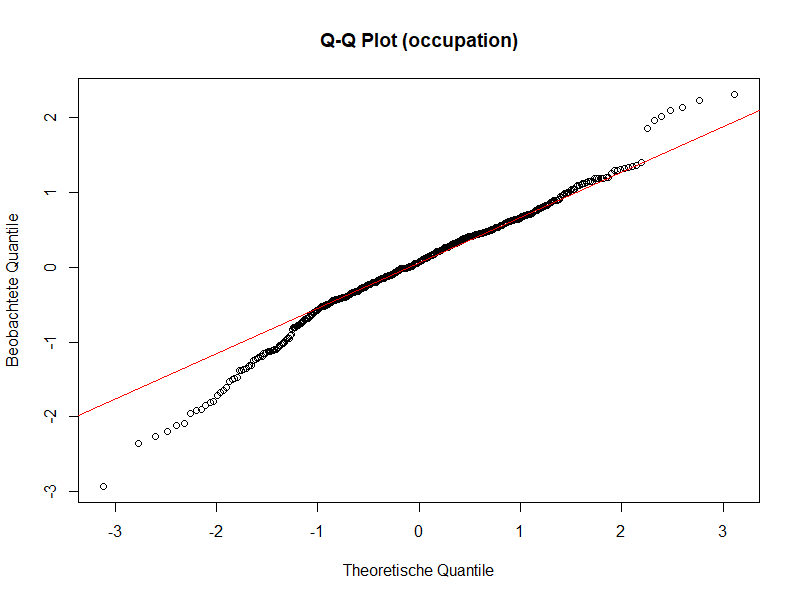 Q-Q Plot (occupation)
Beobachtete Quantile
2
1
0
-1
-2
-3
-3 -2 -1 0 1 2 3
Theoretische Quantile